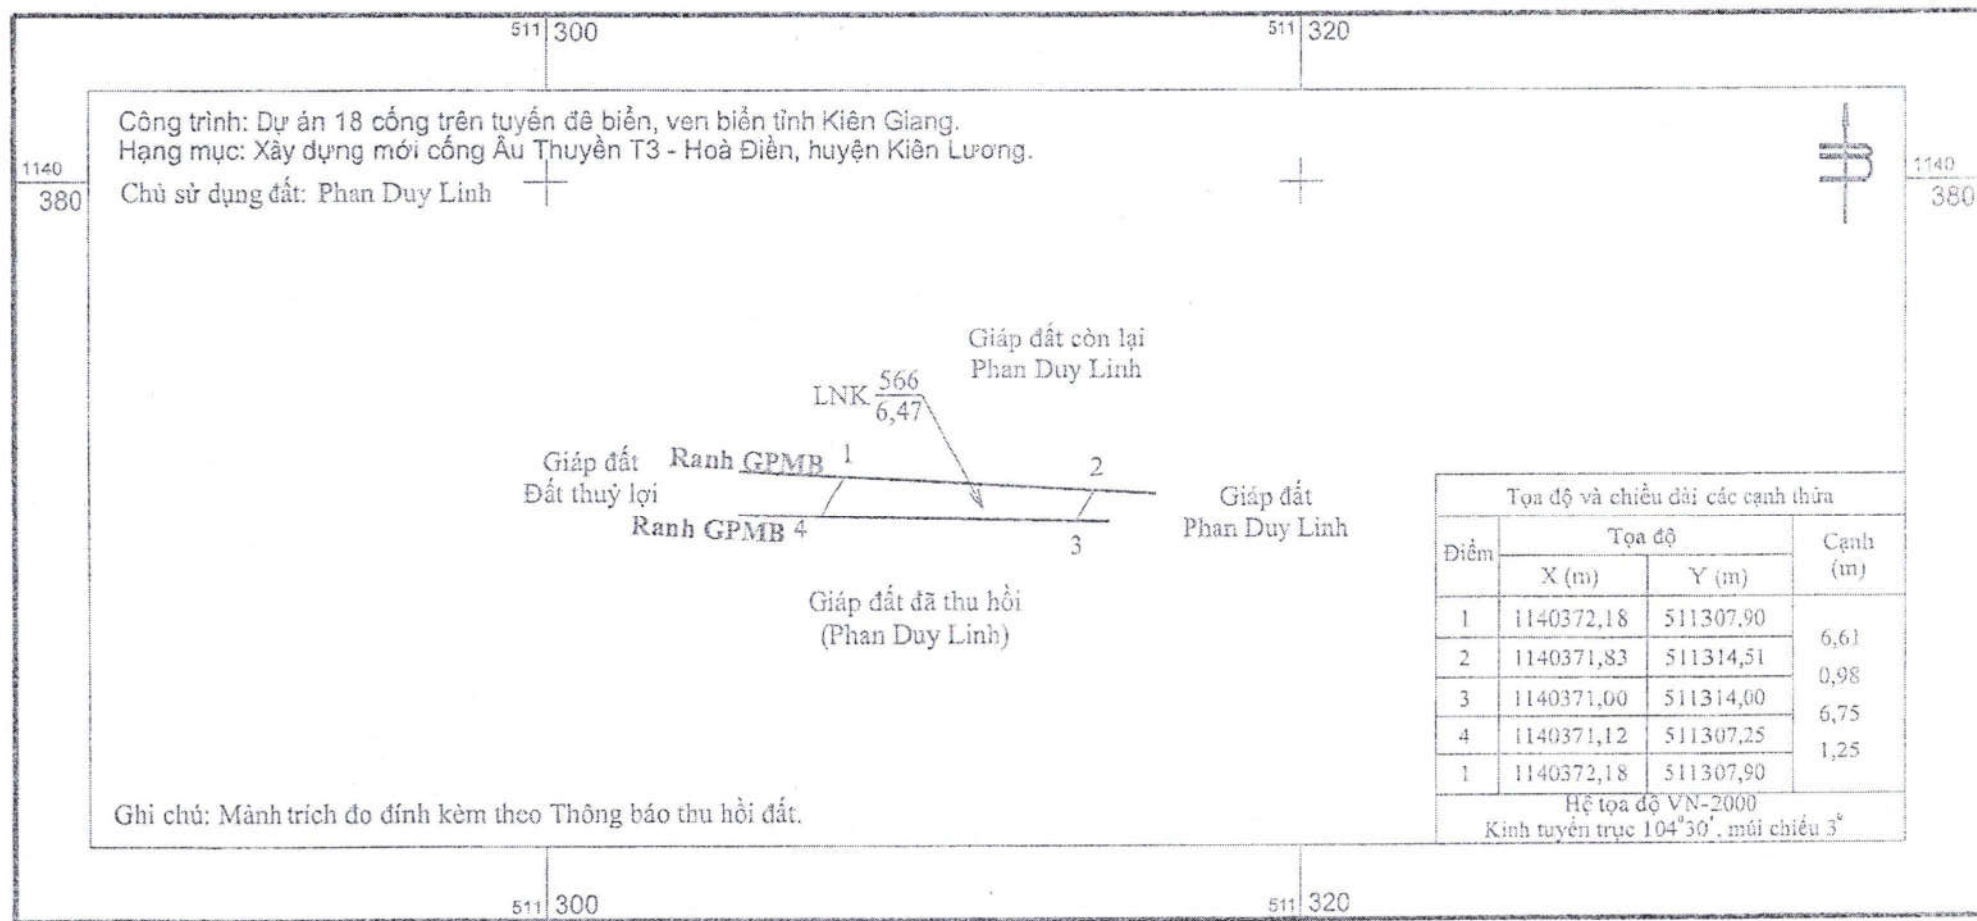 511 300
511 320
Công trình: Dự án 18 cống trên tuyến đê biển, ven biển tỉnh Kiên Giang.
Hạng mục: Xây dựng mới cống Âu Thuyền T3 - Hoà Điền, huyện Kiên Lương.
1140
380
Chủ sử dụng đất: Phan Duy Linh
1140
380
Giáp đất còn lại
Phan Duy Linh
LNK 566
6,47
Giáp đất
Đất thuỷ lợi
Ranh GPMB 1
2
Ranh GPMB 4
3
Giáp đất
Phan Duy Linh
Giáp đất đã thu hồi
(Phan Duy Linh)
Tọa độ và chiều dài các cạnh thửa
Điểm Tọa độ Cạnh
(m)
X (m) Y (m)
1 1140372,18 511307,90
6,61
2 1140371,83 511314,51
0,98
3 1140371,00 511314,00
6,75
4 1140371,12 511307,25
1,25
1 1140372,18 511307,90
Hệ tọa độ VN-2000
Kinh tuyến trục 104°30', múi chiếu 3°
Ghi chú: Mảnh trích đo đính kèm theo Thông báo thu hồi đất.
511 300
511 320